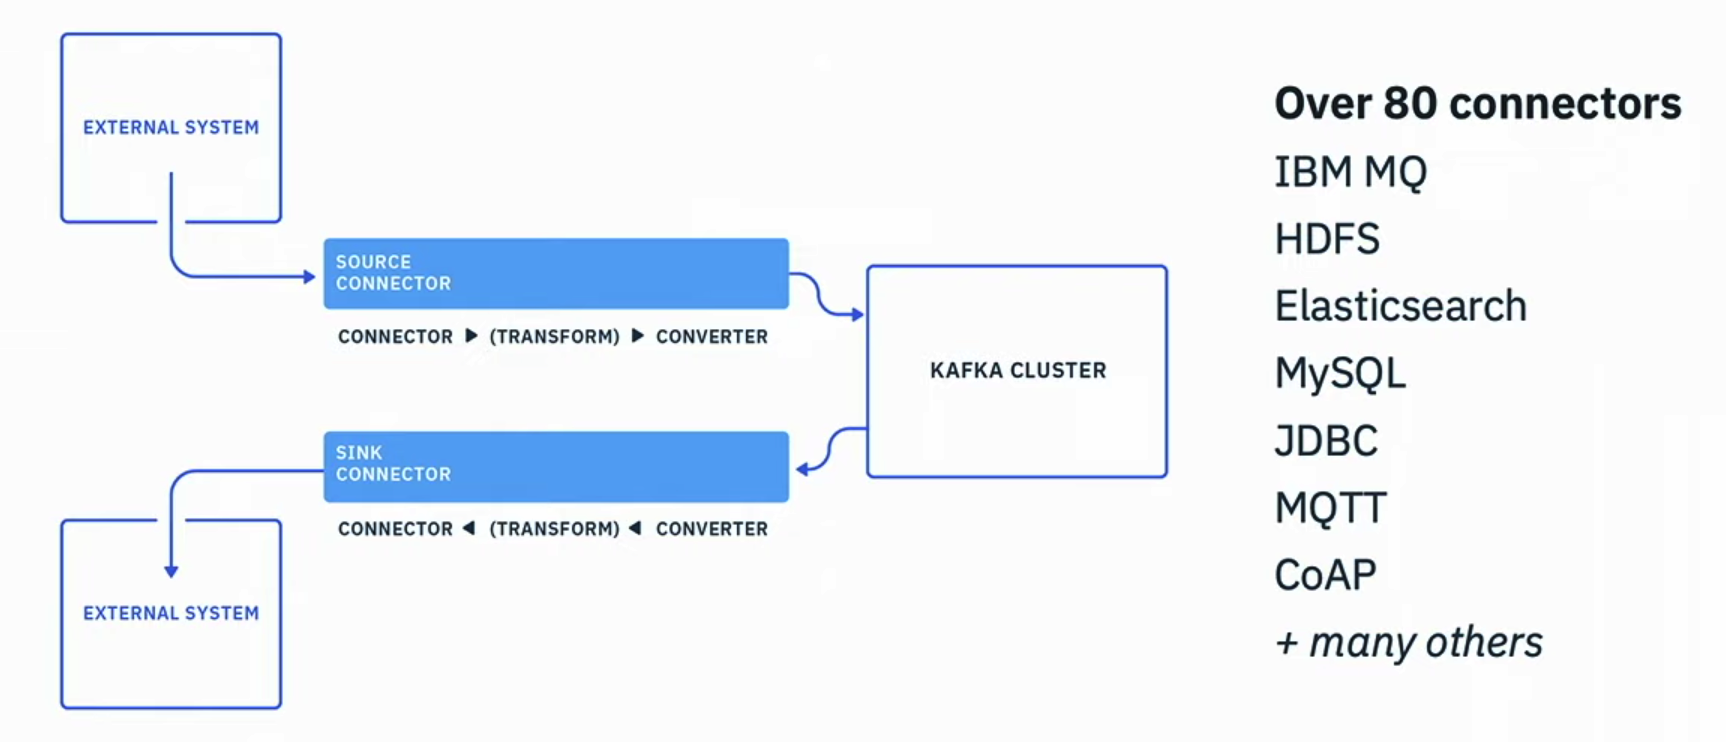 EXTERNAL SYSTEM
SOURCE
CONNECTOR
CONNECTOR ▶ (TRANSFORM) ▶ CONVERTER
KAFKA CLUSTER
SINK
CONNECTOR
CONNECTOR ◀ (TRANSFORM) ◀ CONVERTER
EXTERNAL SYSTEM
Over 80 connectors
IBM MQ
HDFS
Elasticsearch
MySQL
JDBC
MQTT
CoAP
+ many others